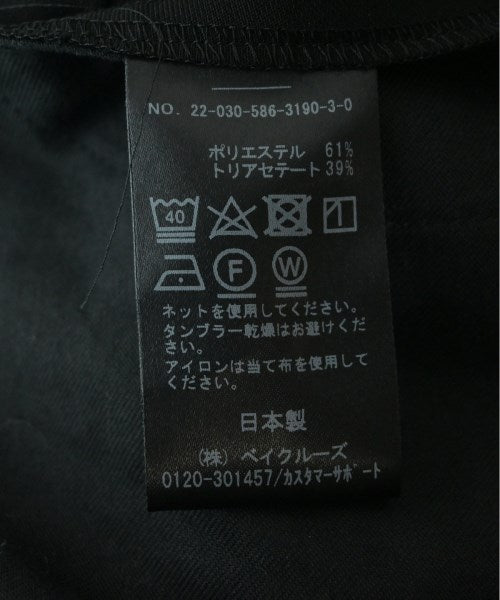 NO. 22-030-586-3190-3-0
ポリエステル 61%
トリアセテート 39%
40
F W
ネットを使用してください。
タンブラー乾燥はお避けくだ
さい。
アイロンは当て布を使用して
ください。
日本製
(株) ベイクルーズ
0120-301457/カスタマーサポート